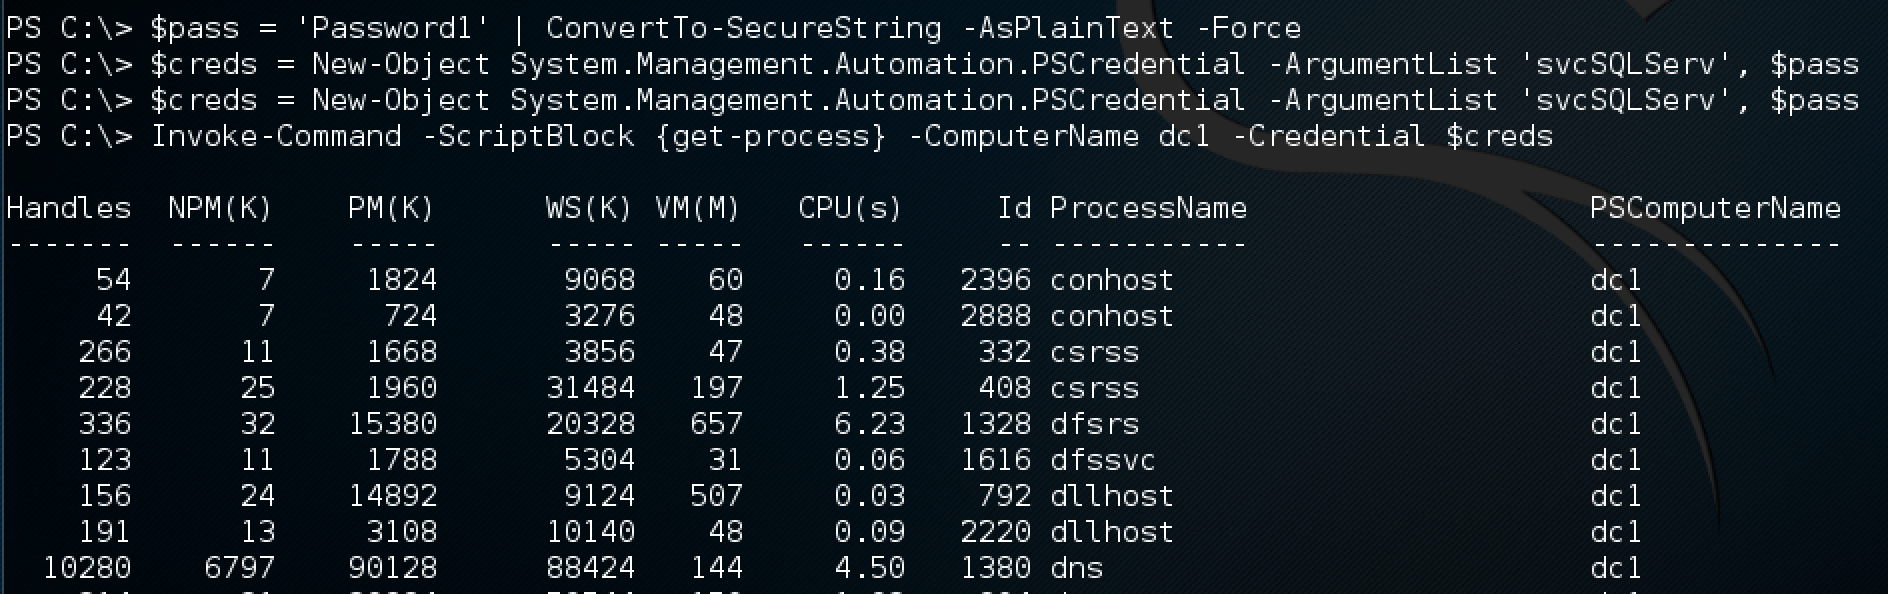 PS C:\> $pass = 'Password1' | ConvertTo-SecureString -AsPlainText -Force
PS C:\> $creds = New-Object System.Management.Automation.PSCredential -ArgumentList 'svcSQLServ', $pass
PS C:\> $creds = New-Object System.Management.Automation.PSCredential -ArgumentList 'svcSQLServ', $pass
PS C:\> Invoke-Command -ScriptBlock {get-process} -ComputerName dc1 -Credential $creds
Handles NPM(K) PM(K) WS(K) VM(M) CPU(s) Id ProcessName PSComputerName
------- ------ ----- ----- ----- ------ -- ----------- --------------
54 7 1824 9068 60 0.16 2396 conhost dc1
42 7 724 3276 48 0.00 2888 conhost dc1
266 11 1668 3856 47 0.38 332 csrss dc1
228 25 1960 31484 197 1.25 408 csrss dc1
336 32 15380 20328 657 6.23 1328 dfsrs dc1
123 11 1788 5304 31 0.06 1616 dfssvc dc1
156 24 14892 9124 507 0.03 792 dllhost dc1
191 13 3108 10140 48 0.09 2220 dllhost dc1
10280 6797 90128 88424 144 4.50 1380 dns dc1